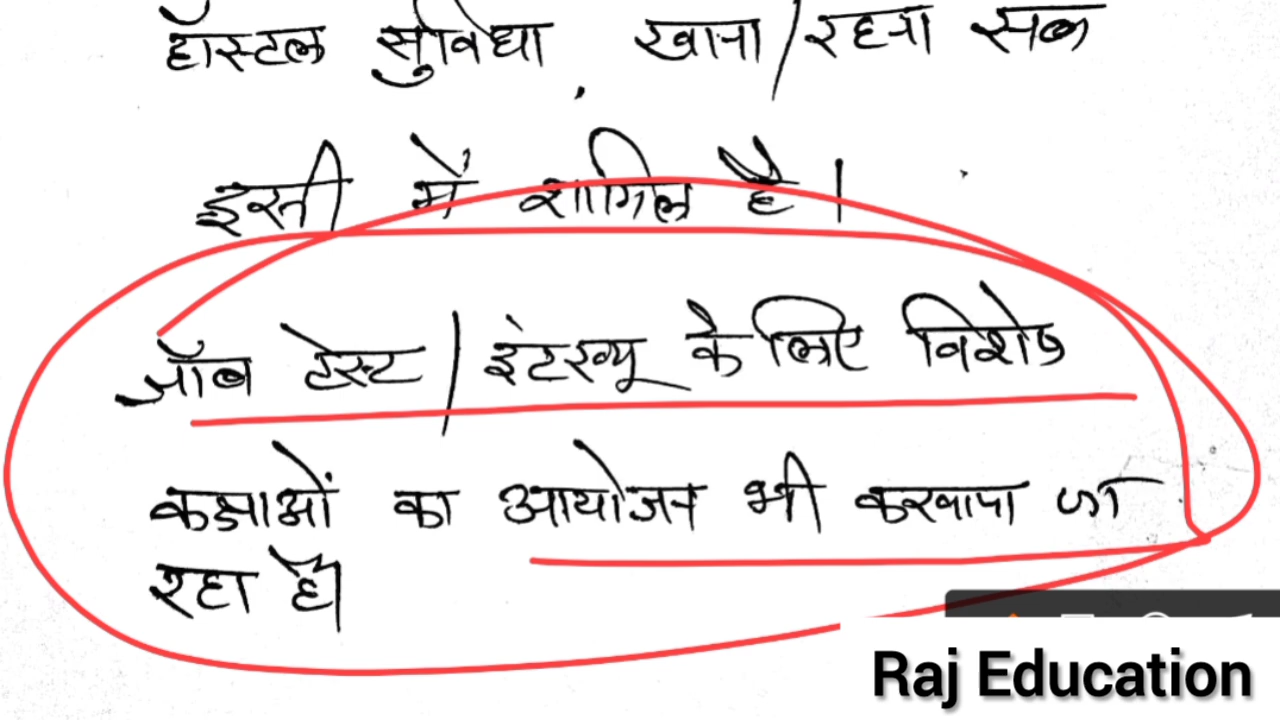 हॉस्टल सुविधा खाना/रहना सब
इसी में शामिल है।
जॉब टेस्ट/इंटरव्यू के लिए विशेष
कक्षाओं का आयोजन भी करवाया जा
रहा है।
Raj Education